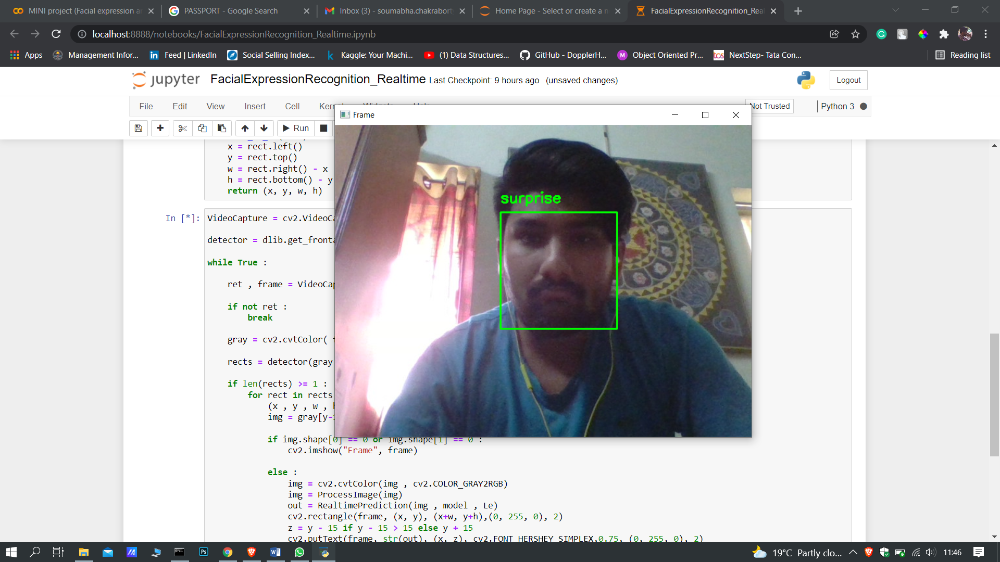 MINI project (Facial expression ar
PASSPORT - Google Search
Inbox (3) - soumabha.chakrabort
Home Page - Select or create a n
FacialExpressionRecognition_Real
localhost:8888/notebooks/FacialExpressionRecognition_Realtime.ipynb
Apps
Management Infor...
Feed | LinkedIn
Social Selling Index...
Kaggle: Your Machi...
(1) Data Structures...
GitHub - DopplerH...
Object Oriented Pr...
NextStep- Tata Con...
Reading list
jupyter FacialExpressionRecognition_Realtime Last Checkpoint: 9 hours ago (unsaved changes)
Logout
File Edit View Insert Cell
Not Trusted
Python 3
Run
Frame
x = rect.left()
y = rect.top()
w = rect.right() - x
h = rect.bottom() - y
return (x, y, w, h)
surprise
In [*]:
VideoCapture = cv2.VideoCa
detector = dlib.get_fronta
while True :
ret , frame = VideoCap
if not ret :
break
gray = cv2.cvtColor(
rects = detector(gray
if len(rects) >= 1 :
for rect in rects
(x , y , w , h
img = gray[y-1
if img.shape[0] == 0 or img.shape[1] == 0 :
cv2.imshow("Frame", frame)
else :
img = cv2.cvtColor(img , cv2.COLOR_GRAY2RGB)
img = ProcessImage(img)
out = RealtimePrediction(img , model , Le)
cv2.rectangle(frame, (x, y), (x+w, y+h),(0, 255, 0), 2)
z = y - 15 if y - 15 > 15 else y + 15
cv2.putText(frame, str(out), (x, z), cv2.FONT_HERSHEY_SIMPLEX,0.75, (0, 255, 0), 2)
19°C Partly clo...
11:46